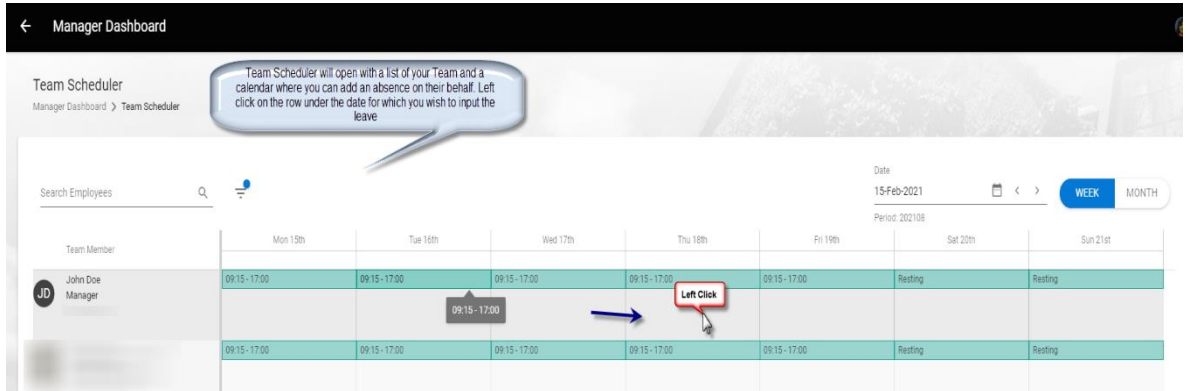 Manager Dashboard
Team Scheduler
Manager Dashboard > Team Scheduler
Team Scheduler will open with a list of your Team and a
calendar where you can add an absence on their behalf. Left
click on the row under the date for which you wish to input the
leave
Search Employees
Date
15-Feb-2021
WEEK MONTH
Period: 202108
Team Member Mon 15th Tue 16th Wed 17th Thu 18th Fri 19th Sat 20th Sun 21st
JD John Doe
Manager
09:15 - 17:00 09:15 - 17:00 09:15 - 17:00 09:15 - 17:00 09:15 - 17:00 Resting Resting
09:15 - 17:00
Left Click
09:15 - 17:00 09:15 - 17:00 09:15 - 17:00 09:15 - 17:00 09:15 - 17:00 Resting Resting